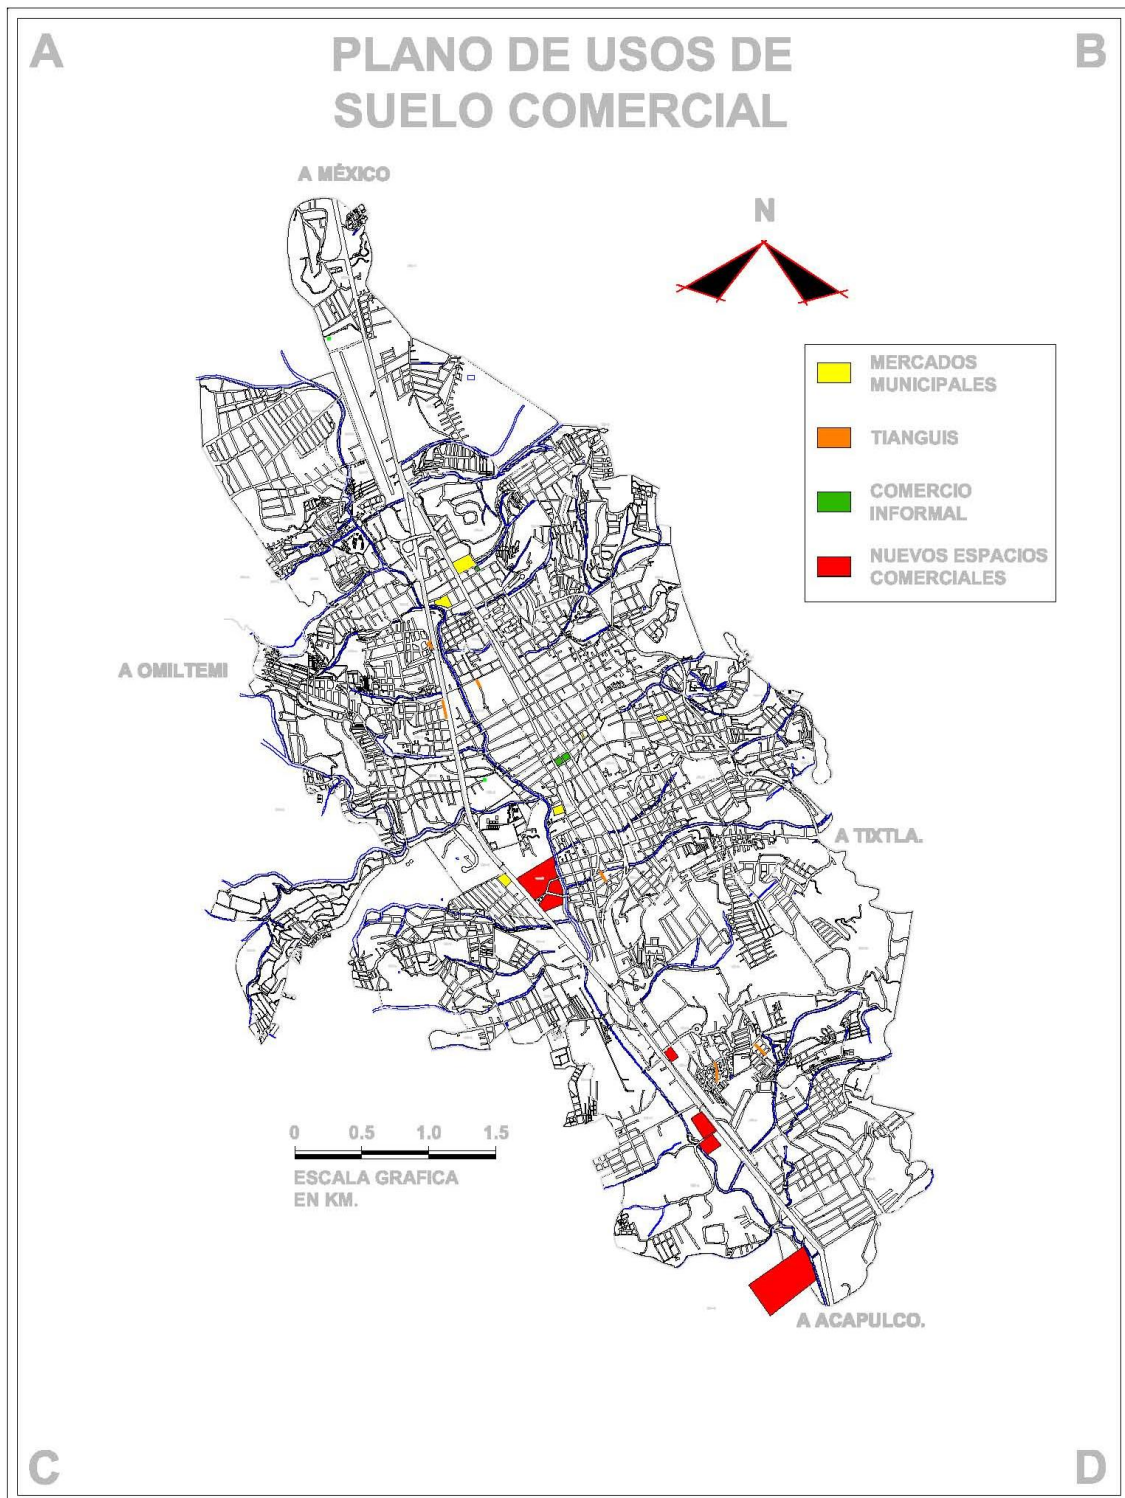 A
B
PLANO DE USOS DE
SUELO COMERCIAL
A MÉXICO
N
MERCADOS
MUNICIPALES
TIANGUIS
COMERCIO
INFORMAL
NUEVOS ESPACIOS
COMERCIALES
A OMILTEMI
A TIXTLA.
0 0.5 1.0 1.5
ESCALA GRAFICA
EN KM.
A ACAPULCO.
C
D